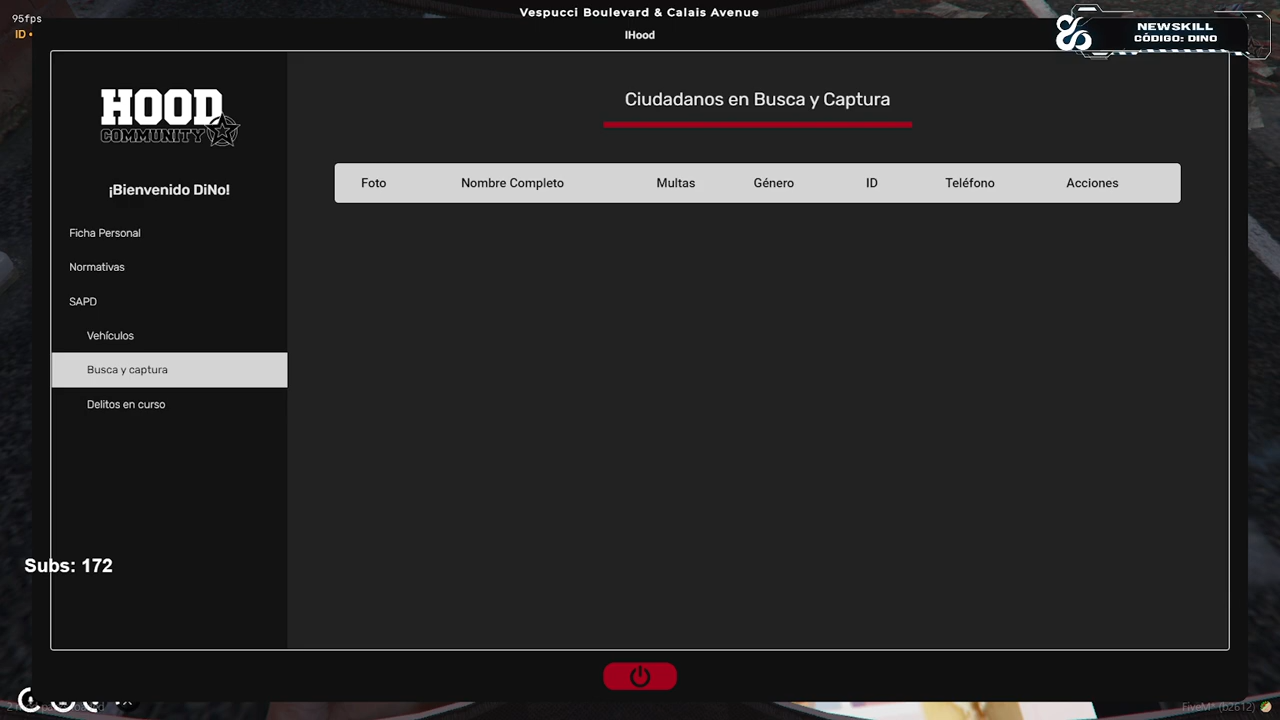 95fps
Vespucci Boulevard & Calais Avenue
ID •
IHood
NEWSKILL
CÓDIGO: DINO
HOOD
COMMUNITY
¡Bienvenido DiNo!
Ficha Personal
Normativas
SAPD
Vehículos
Busca y captura
Delitos en curso
Ciudadanos en Busca y Captura
Foto Nombre Completo Multas Género ID Teléfono Acciones
Subs: 172
FiveM* (b2612)